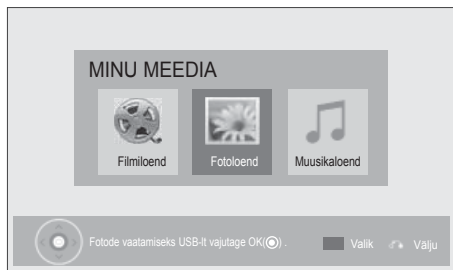 MINU MEEDIA
Filmiloend
Fotoloend
Muusikaloend
Fotode vaatamiseks USB-lt vajutage OK(◉) .
Valik
Välju